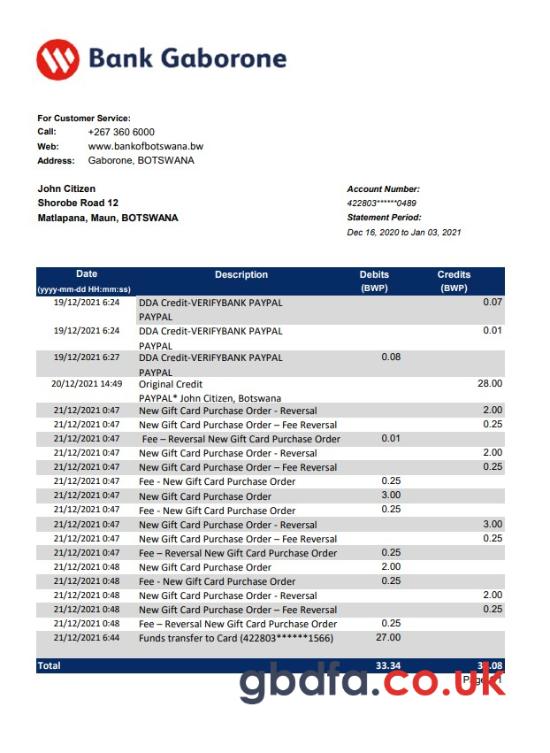 Bank Gaborone
For Customer Service:
Call: +267 360 6000
Web: www.bankofbotswana.bw
Address: Gaborone, BOTSWANA
John Citizen
Shorobe Road 12
Matlapana, Maun, BOTSWANA
Account Number:
422803******0489
Statement Period:
Dec 16, 2020 to Jan 03, 2021
Date Description Debits Credits
(yyyy-mm-dd HH:mm:ss) (BWP) (BWP)
19/12/2021 6:24 DDA Credit-VERIFYBANK PAYPAL 0.07
PAYPAL
19/12/2021 6:24 DDA Credit-VERIFYBANK PAYPAL 0.01
PAYPAL
19/12/2021 6:27 DDA Credit-VERIFYBANK PAYPAL 0.08
PAYPAL
20/12/2021 14:49 Original Credit 28.00
PAYPAL* John Citizen, Botswana
21/12/2021 0:47 New Gift Card Purchase Order - Reversal 2.00
21/12/2021 0:47 New Gift Card Purchase Order – Fee Reversal 0.25
21/12/2021 0:47 Fee – Reversal New Gift Card Purchase Order 0.01
21/12/2021 0:47 New Gift Card Purchase Order - Reversal 2.00
21/12/2021 0:47 New Gift Card Purchase Order – Fee Reversal 0.25
21/12/2021 0:47 Fee - New Gift Card Purchase Order 0.25
21/12/2021 0:47 New Gift Card Purchase Order 3.00
21/12/2021 0:47 Fee - New Gift Card Purchase Order 0.25
21/12/2021 0:47 New Gift Card Purchase Order - Reversal 3.00
21/12/2021 0:47 New Gift Card Purchase Order – Fee Reversal 0.25
21/12/2021 0:47 Fee – Reversal New Gift Card Purchase Order 0.25
21/12/2021 0:48 New Gift Card Purchase Order 2.00
21/12/2021 0:48 Fee - New Gift Card Purchase Order 0.25
21/12/2021 0:48 New Gift Card Purchase Order - Reversal 2.00
21/12/2021 0:48 New Gift Card Purchase Order – Fee Reversal 0.25
21/12/2021 0:48 Fee – Reversal New Gift Card Purchase Order 0.25
21/12/2021 6:44 Funds transfer to Card (422803******1566) 27.00
Total 33.34
gbdfa.co.uk